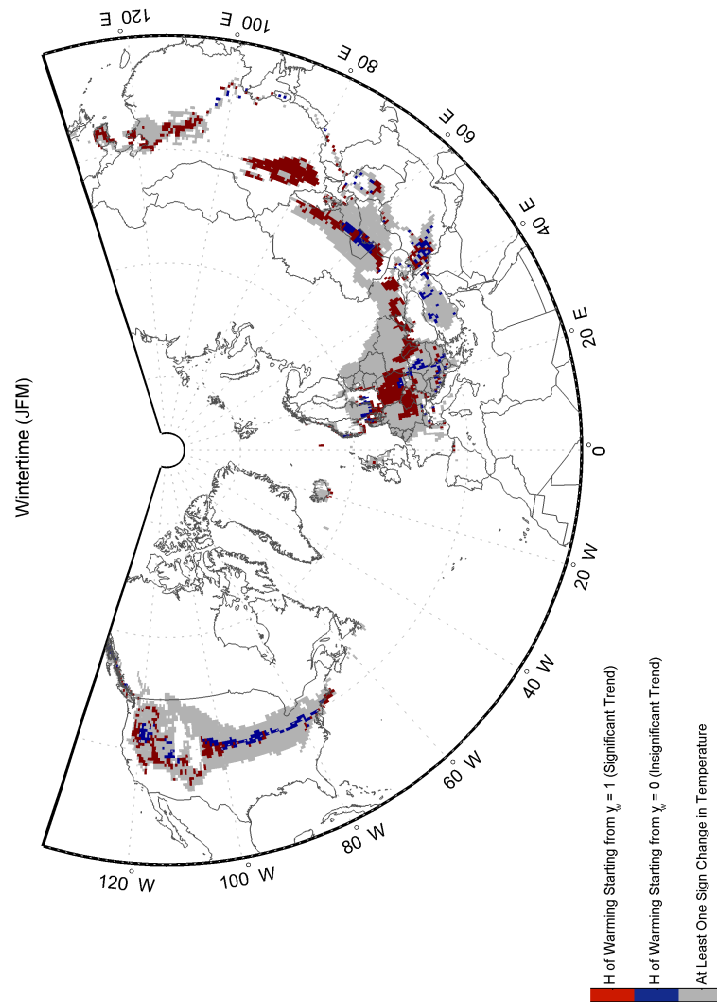 Wintertime (JFM)
120 E
100 E
80 E
60 E
40 E
20 E
0
20 W
40 W
60 W
80 W
100 W
120 W
H of Warming Starting from γw = 1 (Significant Trend)
H of Warming Starting from γw = 0 (Insignificant Trend)
At Least One Sign Change in Temperature